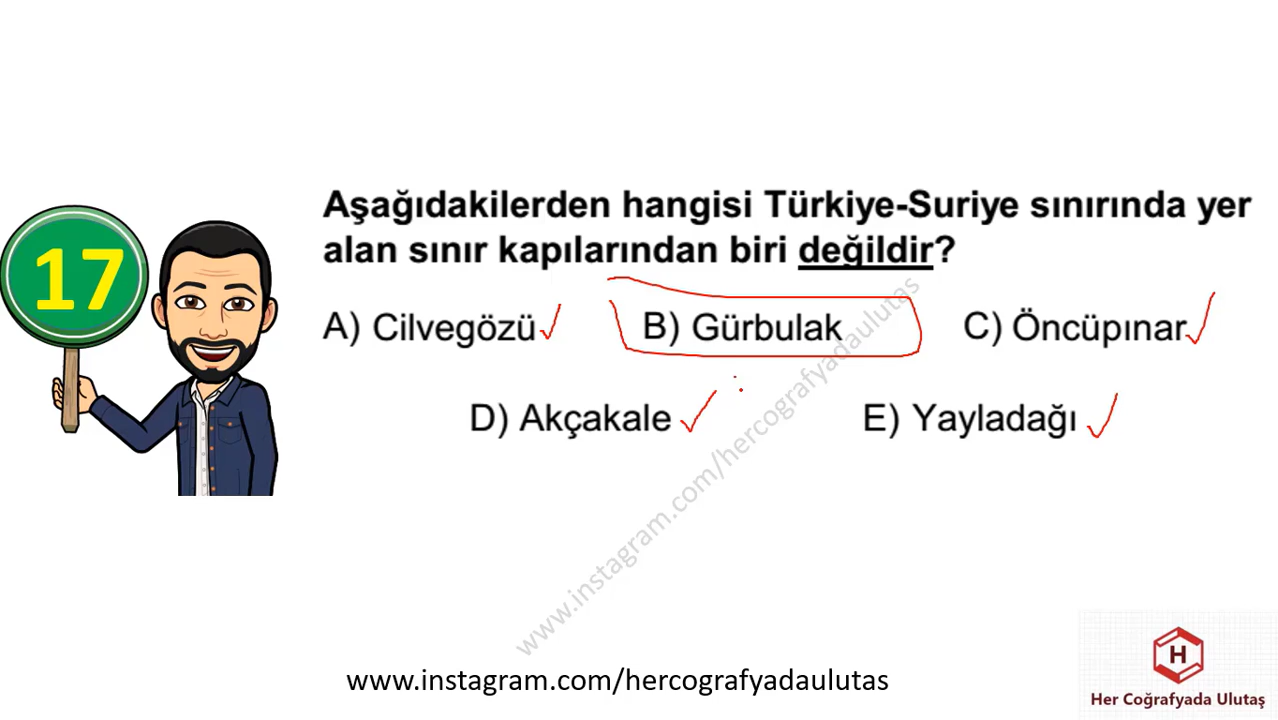 17
Aşağıdakilerden hangisi Türkiye-Suriye sınırında yer
alan sınır kapılarından biri değildir?
A) Cilvegözü
B) Gürbulak
C) Öncüpınar
D) Akçakale
E) Yayladağı
www.instagram.com/hercografyadaulutas
www.instagram.com/hercografyadaulutas
H
Her Coğrafyada Ulutaş